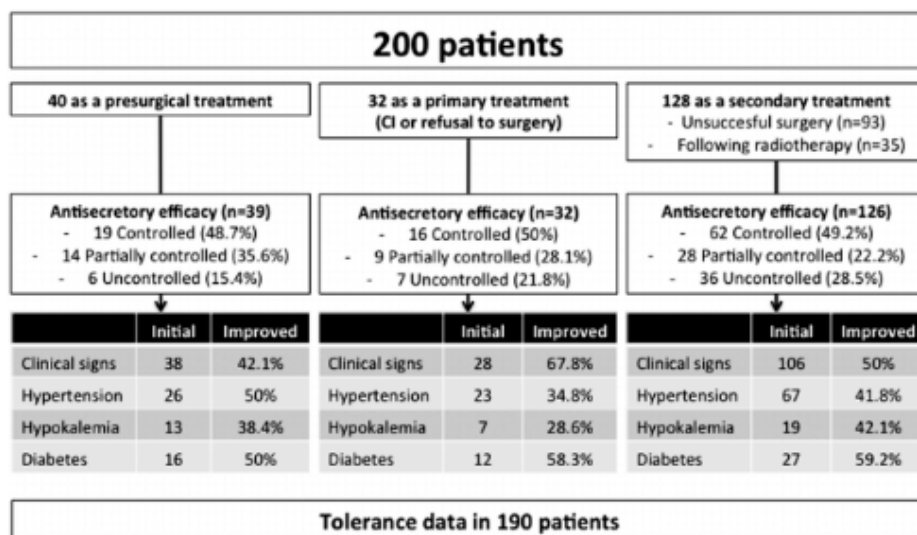 200 patients
40 as a presurgical treatment
32 as a primary treatment
(CI or refusal to surgery)
128 as a secondary treatment
- Unsuccesful surgery (n=93)
- Following radiotherapy (n=35)
Antisecretory efficacy (n=39)
- 19 Controlled (48.7%)
- 14 Partially controlled (35.6%)
- 6 Uncontrolled (15.4%)
Antisecretory efficacy (n=32)
- 16 Controlled (50%)
- 9 Partially controlled (28.1%)
- 7 Uncontrolled (21.8%)
Antisecretory efficacy (n=126)
- 62 Controlled (49.2%)
- 28 Partially controlled (22.2%)
- 36 Uncontrolled (28.5%)
Initial Improved
Clinical signs 38 42.1%
Hypertension 26 50%
Hypokalemia 13 38.4%
Diabetes 16 50%
Initial Improved
Clinical signs 28 67.8%
Hypertension 23 34.8%
Hypokalemia 7 28.6%
Diabetes 12 58.3%
Initial Improved
Clinical signs 106 50%
Hypertension 67 41.8%
Hypokalemia 19 42.1%
Diabetes 27 59.2%
Tolerance data in 190 patients